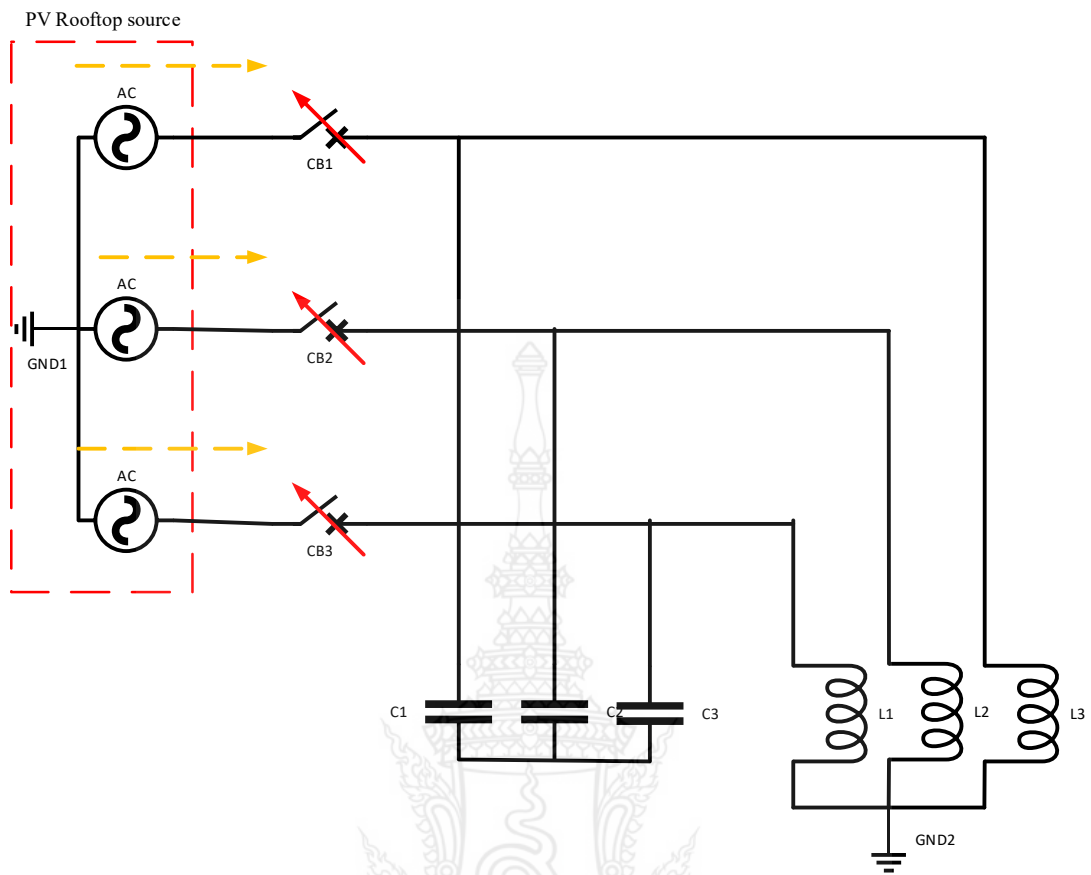 PV Rooftop source
AC
CB1
AC
GND1
CB2
AC
CB3
C1
C2
C3
L1
L2
L3
GND2